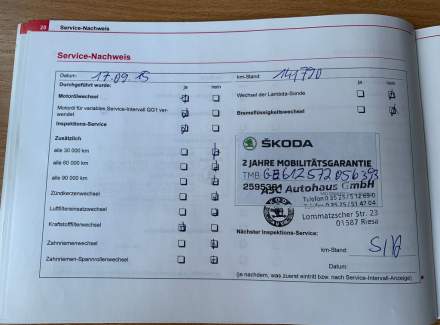 28 Service-Nachweis
Service-Nachweis
Datum: 17.09.15 km-Stand: 141790
Durchgeführt wurde: ja nein ja nein
Motorölwechsel
Wechsel der Lambda-Sonde
Motoröl für variables Service-Intervall QG1 ver-
wendet
Bremsflüssigkeitswechsel
Inspektions-Service
Zusätzlich
alle 30 000 km
alle 60 000 km
alle 90 000 km
Zündkerzenwechsel
Luftfiltereinsatzwechsel
Kraftstofffilterwechsel
Zahnriemenwechsel
Zahnriemen-Spannrollenwechsel
ŠKODA
2 JAHRE MOBILITÄTSGARANTIE
TMB
Autohaus GmbH
Lommatzscher Str. 23
01587 Riesa
Nächster Inspektions-Service:
km-Stand: SIA
Datum:
(je nachdem, was zuerst eintritt bzw. nach Service-Intervall-Anzeige)